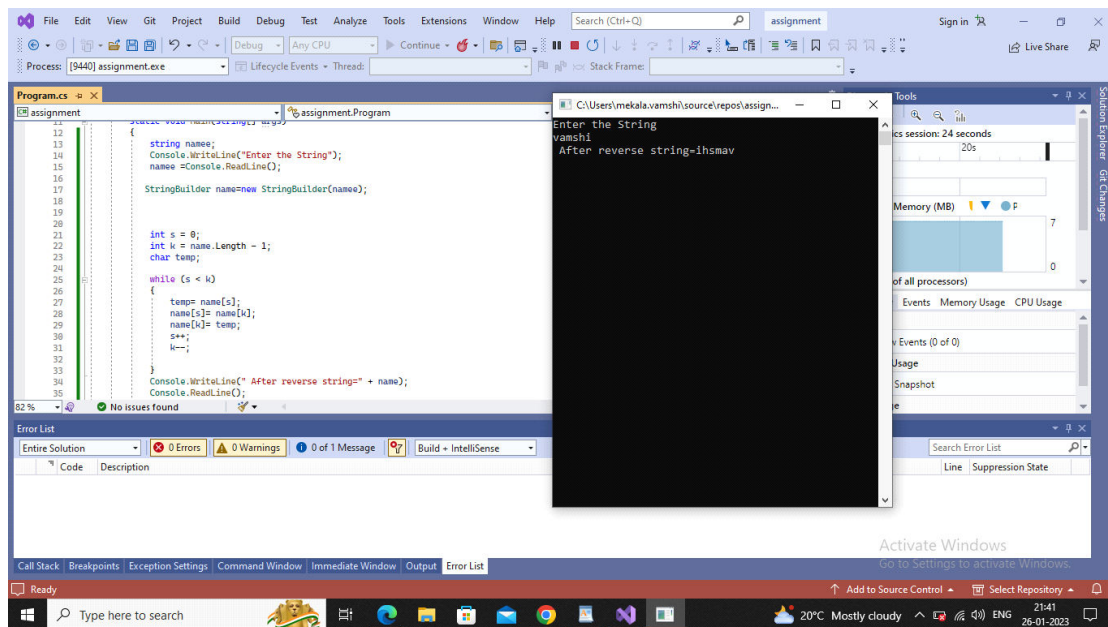 File Edit View Git Project Build Debug Test Analyze Tools Extensions Window Help Search (Ctrl+Q) assignment Sign in
Debug Any CPU Continue Live Share
Process: [9440] assignment.exe Lifecycle Events Thread: Stack Frame:
Program.cs
assignment assignment.Program
11 static void Main(string[] args)
12 {
13 string namee;
14 Console.WriteLine("Enter the String");
15 namee =Console.ReadLine();
16
17 StringBuilder name=new StringBuilder(namee);
18
19
20
21 int s = 0;
22 int k = name.Length - 1;
23 char temp;
24
25 while (s < k)
26 {
27 temp= name[s];
28 name[s]= name[k];
29 name[k]= temp;
30 s++;
31 k--;
32
33 }
34 Console.WriteLine(" After reverse string=" + name);
35 Console.ReadLine();
82 % No issues found
C:\Users\mekala.vamshi\source\repos\assign...
Enter the String
vamshi
After reverse string=ihsmav
Tools
ics session: 24 seconds
20s
Memory (MB) P
7
0
of all processors)
Events Memory Usage CPU Usage
Events (0 of 0)
Usage
Snapshot
Solution Explorer
Git Changes
Error List
Entire Solution 0 Errors 0 Warnings 0 of 1 Message Build + IntelliSense Search Error List
Code Description Line Suppression State
Activate Windows
Go to Settings to activate Windows.
Call Stack Breakpoints Exception Settings Command Window Immediate Window Output Error List
Ready Add to Source Control Select Repository
Type here to search 20°C Mostly cloudy ENG 21:41
26-01-2023